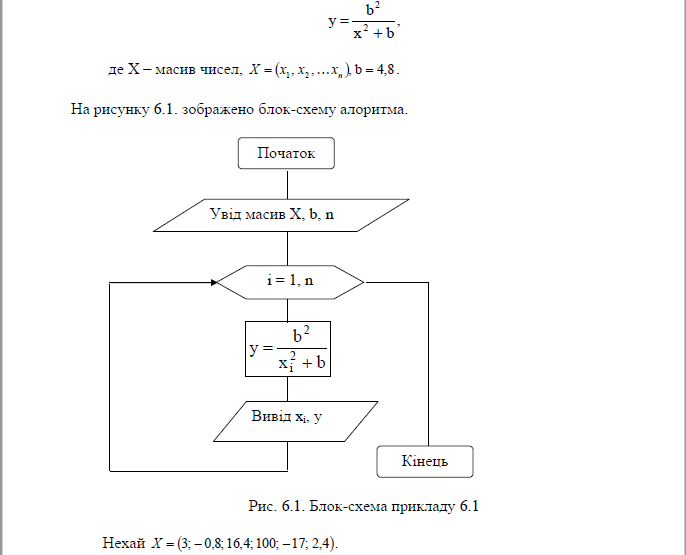 y = b² / (x² + b),
де X – масив чисел, X = (x₁, x₂, …xₙ), b = 4,8.
На рисунку 6.1. зображено блок-схему алоритма.
Початок
Увід масив X, b, n
i = 1, n
y = b² / (xᵢ² + b)
Вивід xᵢ, y
Кінець
Рис. 6.1. Блок-схема прикладу 6.1
Нехай X = (3; −0,8; 16,4; 100; −17; 2,4).